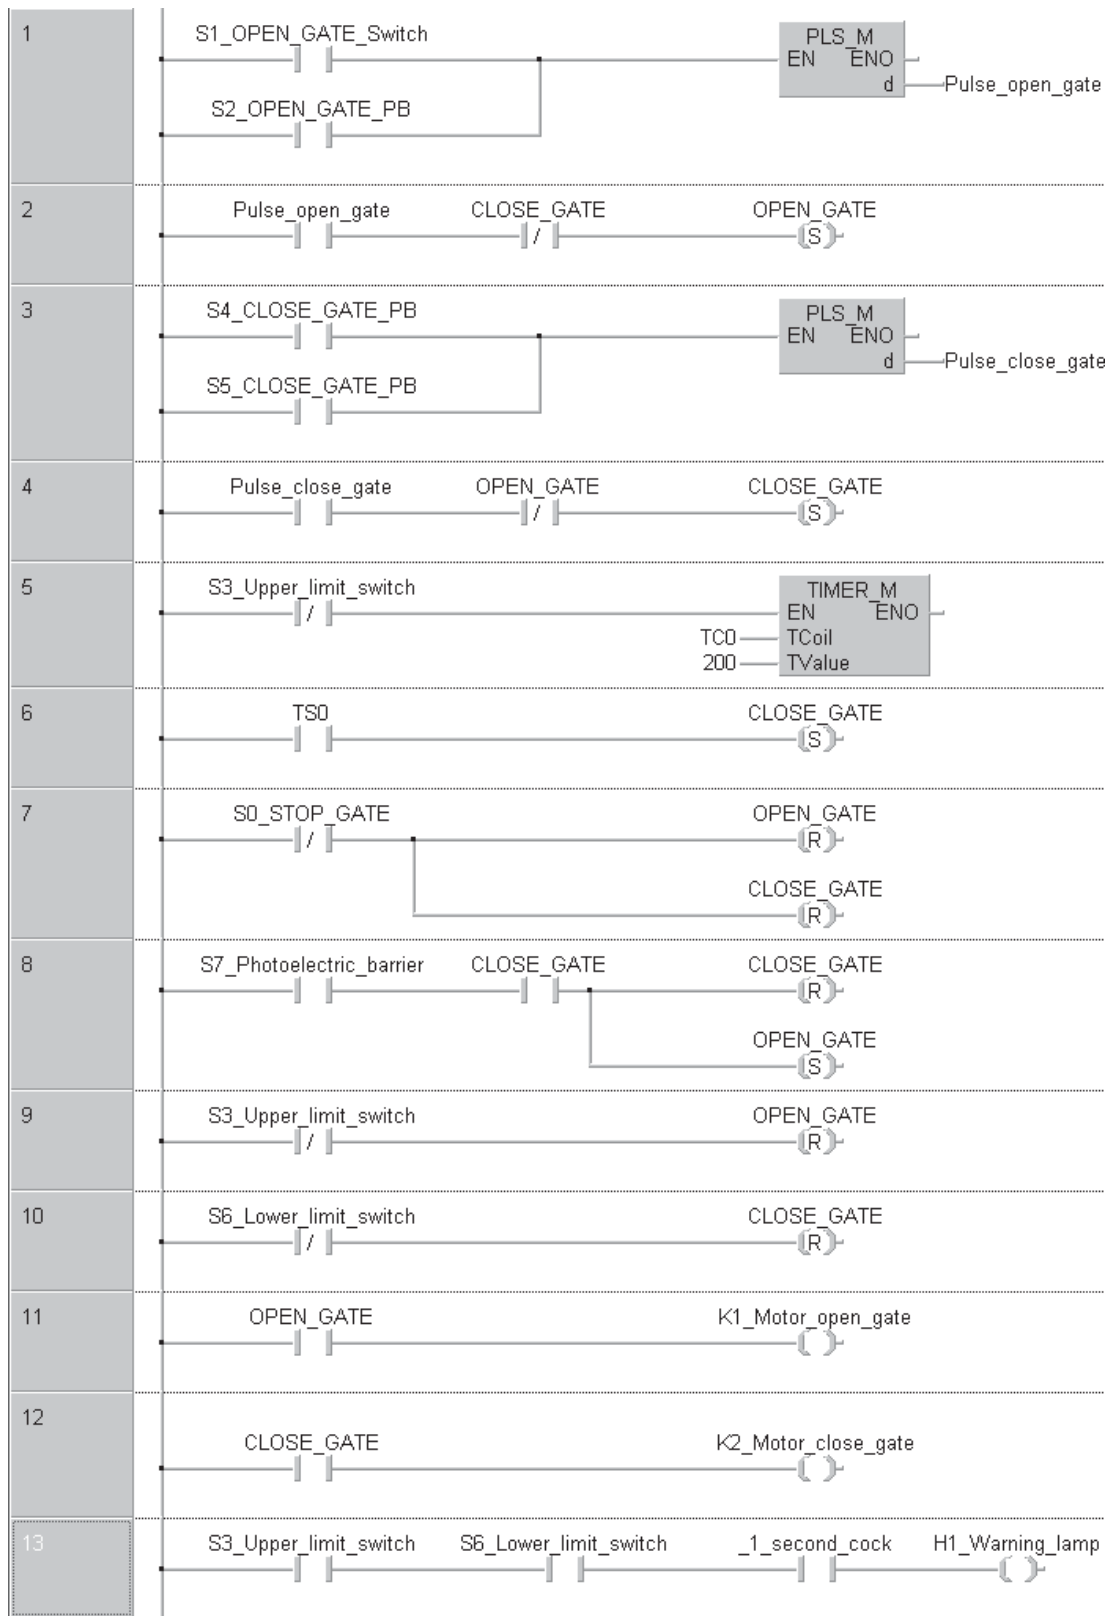 1
S1_OPEN_GATE_Switch
PLS_M
EN ENO
d
Pulse_open_gate
S2_OPEN_GATE_PB
2
Pulse_open_gate CLOSE_GATE OPEN_GATE
/ S
3
S4_CLOSE_GATE_PB
PLS_M
EN ENO
d
Pulse_close_gate
S5_CLOSE_GATE_PB
4
Pulse_close_gate OPEN_GATE CLOSE_GATE
/ S
5
S3_Upper_limit_switch
/
TIMER_M
EN ENO
TC0 TCoil
200 TValue
6
TS0 CLOSE_GATE
S
7
S0_STOP_GATE OPEN_GATE
/ R
CLOSE_GATE
R
8
S7_Photoelectric_barrier CLOSE_GATE CLOSE_GATE
R
OPEN_GATE
S
9
S3_Upper_limit_switch OPEN_GATE
/ R
10
S6_Lower_limit_switch CLOSE_GATE
/ R
11
OPEN_GATE K1_Motor_open_gate
12
CLOSE_GATE K2_Motor_close_gate
13
S3_Upper_limit_switch S6_Lower_limit_switch _1_second_cock H1_Warning_lamp